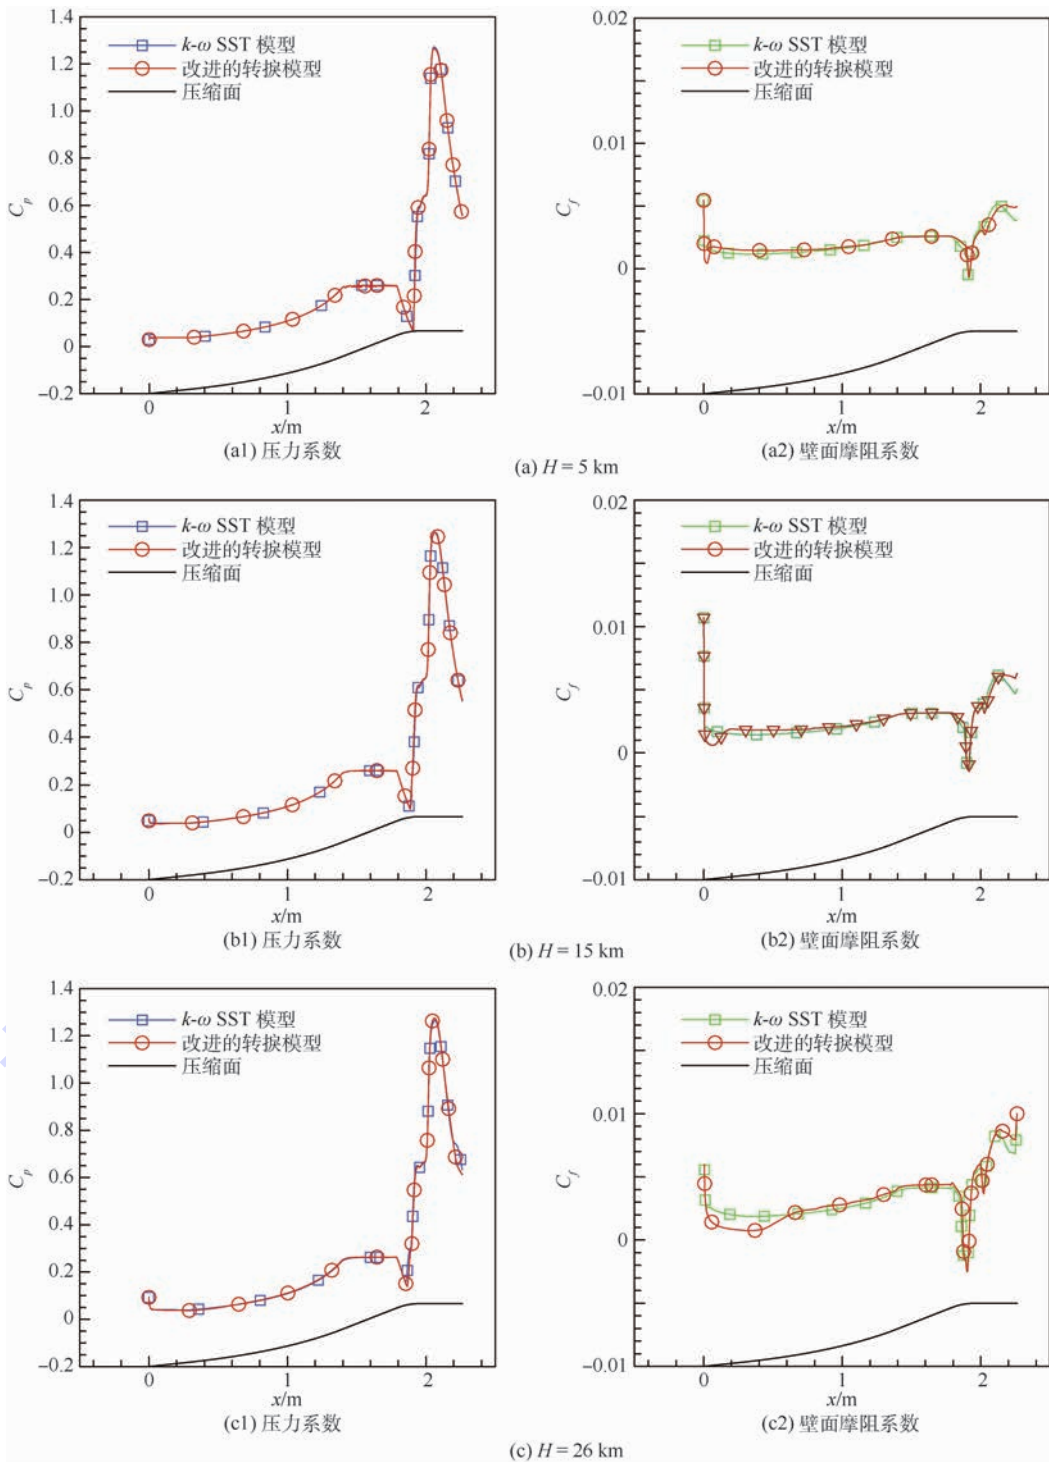 1.4
1.2
1.0
0.8
0.6
0.4
0.2
0
−0.2
C_p
k-ω SST 模型
改进的转捩模型
压缩面
0
1
2
x/m
(a1) 压力系数
0.02
0.01
0
−0.01
C_f
k-ω SST 模型
改进的转捩模型
压缩面
0
1
2
x/m
(a2) 壁面摩阻系数
(a) H = 5 km
1.4
1.2
1.0
0.8
0.6
0.4
0.2
0
−0.2
C_p
k-ω SST 模型
改进的转捩模型
压缩面
0
1
2
x/m
(b1) 压力系数
0.02
0.01
0
−0.01
C_f
k-ω SST 模型
改进的转捩模型
压缩面
0
1
2
x/m
(b2) 壁面摩阻系数
(b) H = 15 km
1.4
1.2
1.0
0.8
0.6
0.4
0.2
0
−0.2
C_p
k-ω SST 模型
改进的转捩模型
压缩面
0
1
2
x/m
(c1) 压力系数
0.02
0.01
0
−0.01
C_f
k-ω SST 模型
改进的转捩模型
压缩面
0
1
2
x/m
(c2) 壁面摩阻系数
(c) H = 26 km